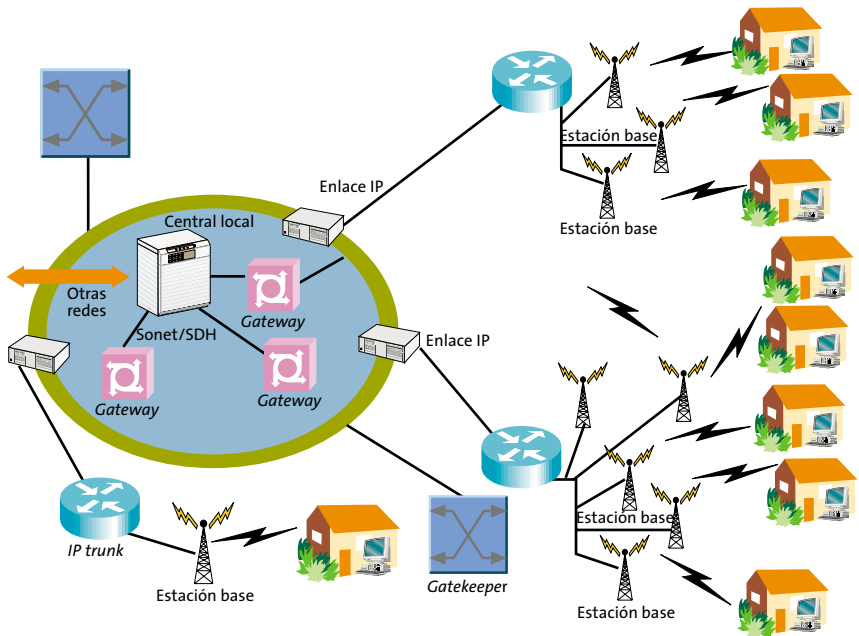 Estación base
Enlace IP
Central local
Estación base
Otras
redes
Gateway
Sonet/SDH
Enlace IP
Gateway
Gateway
Estación base
IP trunk
Gatekeeper
Estación base
Estación base